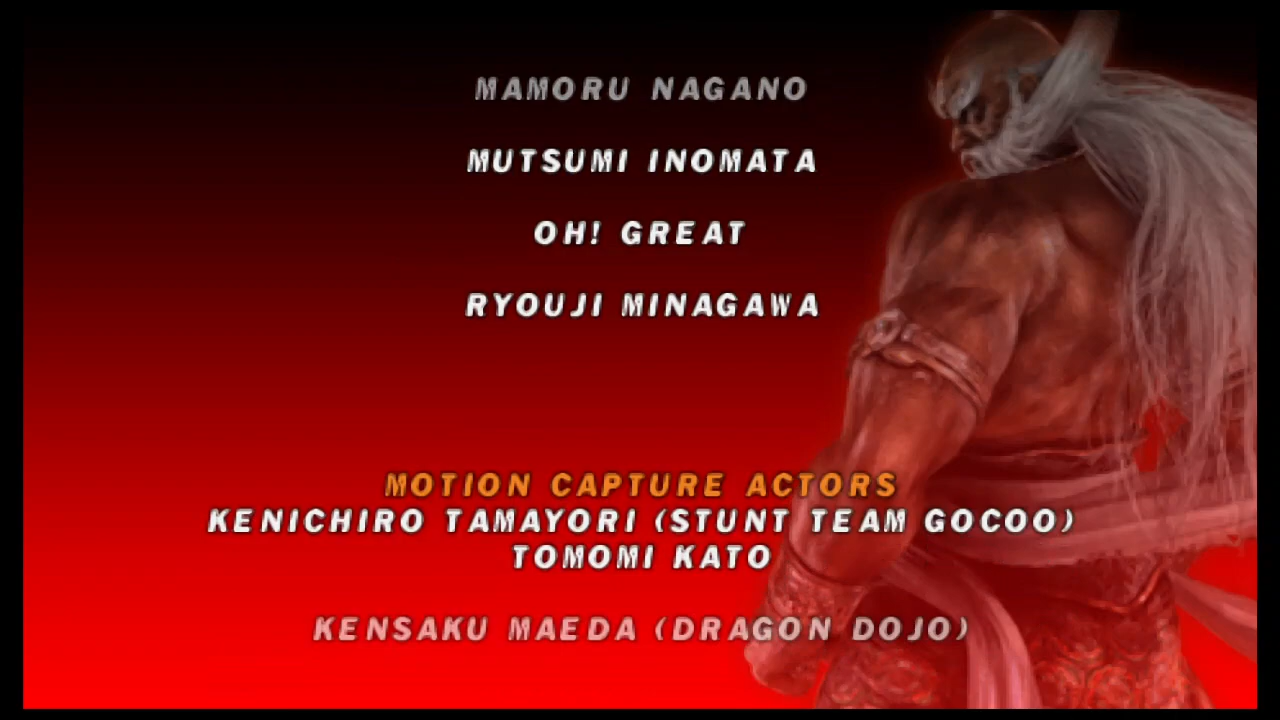 MAMORU NAGANO
MUTSUMI INOMATA
OH! GREAT
RYOUJI MINAGAWA
MOTION CAPTURE ACTORS
KENICHIRO TAMAYORI (STUNT TEAM GOCOO)
TOMOMI KATO
KENSAKU MAEDA (DRAGON DOJO)